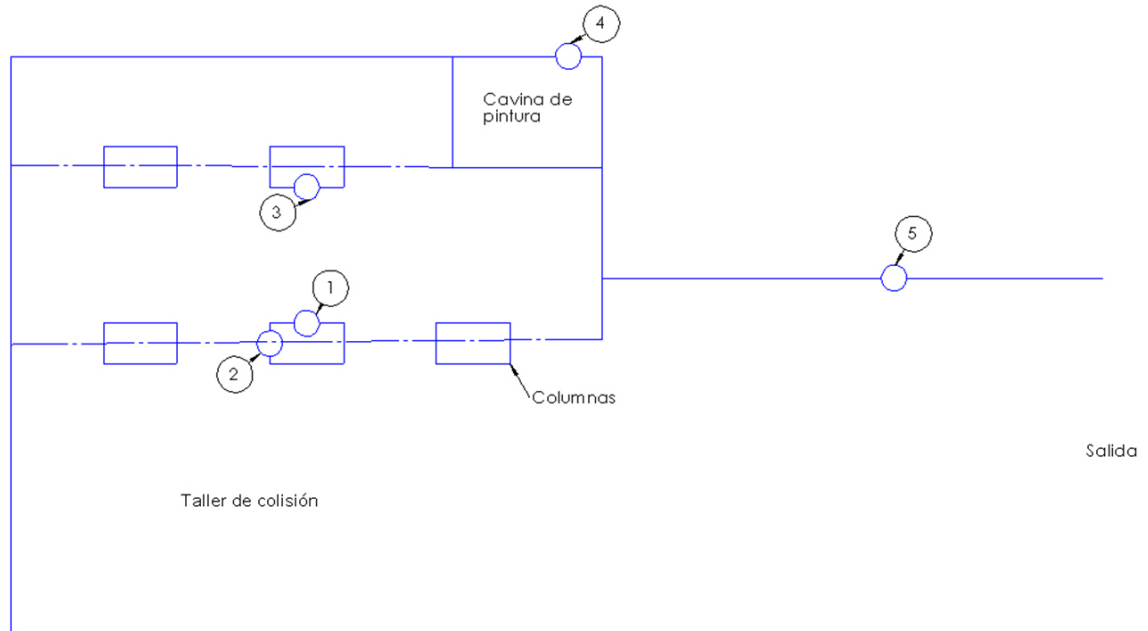 4
Cavina de
pintura
3
5
1
2
Columnas
Salida
Taller de colisión